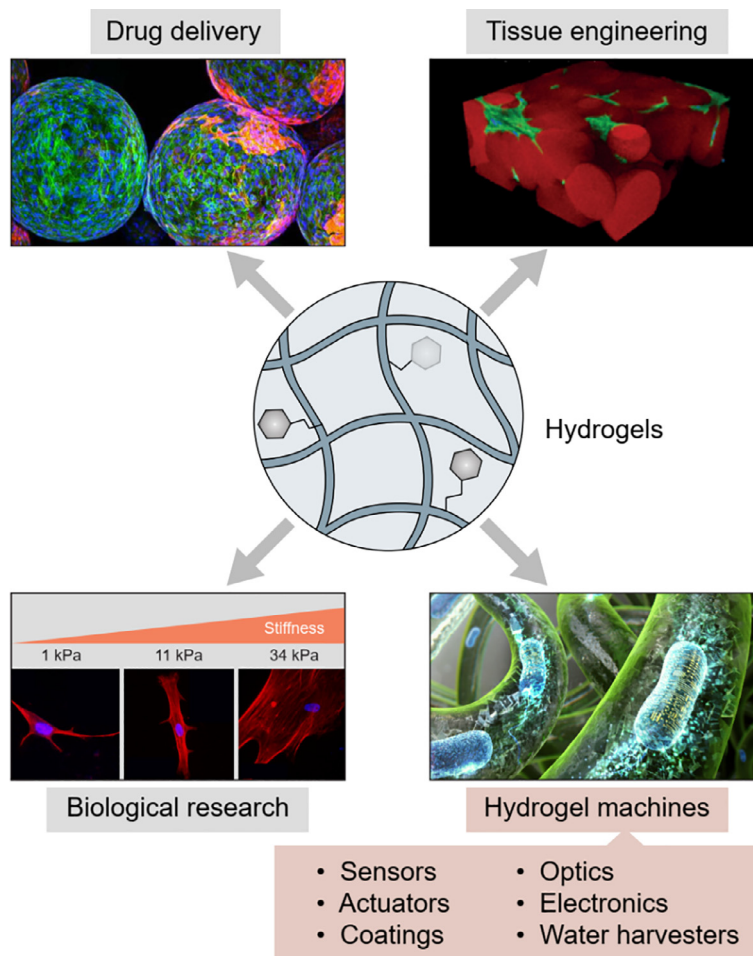 Drug delivery
Tissue engineering
Hydrogels
Stiffness
1 kPa
11 kPa
34 kPa
Biological research
Hydrogel machines
• Sensors
• Actuators
• Coatings
• Optics
• Electronics
• Water harvesters